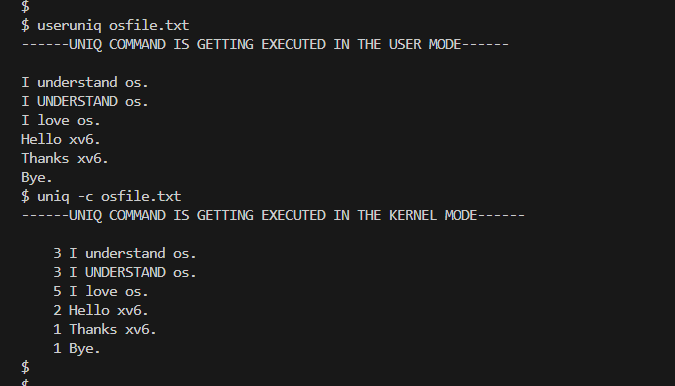 $
$ useruniq osfile.txt
------UNIQ COMMAND IS GETTING EXECUTED IN THE USER MODE------
I understand os.
I UNDERSTAND os.
I love os.
Hello xv6.
Thanks xv6.
Bye.
$ uniq -c osfile.txt
------UNIQ COMMAND IS GETTING EXECUTED IN THE KERNEL MODE------
3 I understand os.
3 I UNDERSTAND os.
5 I love os.
2 Hello xv6.
1 Thanks xv6.
1 Bye.
$
$